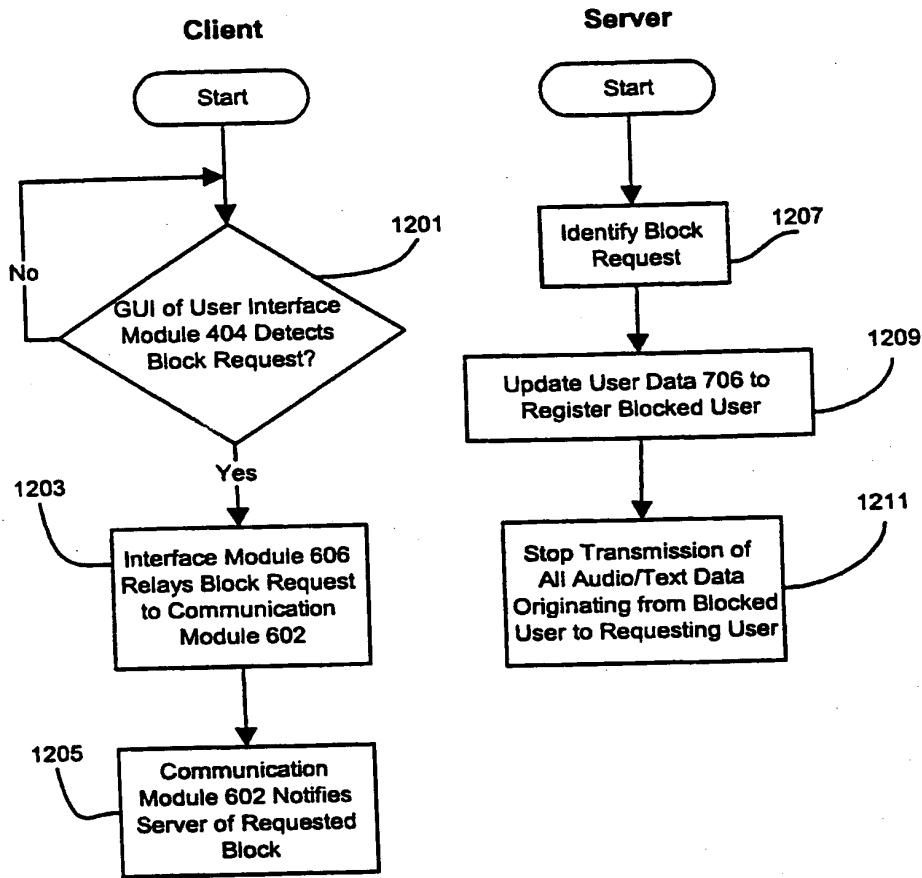 Client
Start
1201
No
GUI of User Interface
Module 404 Detects
Block Request?
Yes
1203
Interface Module 606
Relays Block Request
to Communication
Module 602
1205
Communication
Module 602 Notifies
Server of Requested
Block
Server
Start
1207
Identify Block
Request
1209
Update User Data 706 to
Register Blocked User
1211
Stop Transmission of
All Audio/Text Data
Originating from Blocked
User to Requesting User